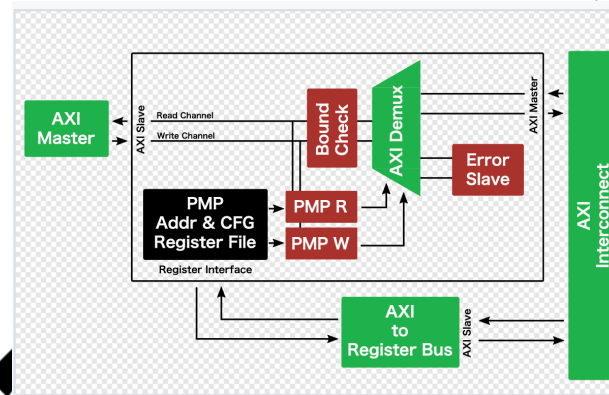 AXI
Master
AXI Slave
Read Channel
Write Channel
Bound
Check
AXI Demux
AXI Master
Error
Slave
PMP
Addr & CFG
Register File
PMP R
PMP W
Register Interface
AXI
to
Register Bus
AXI Slave
AXI
Interconnect